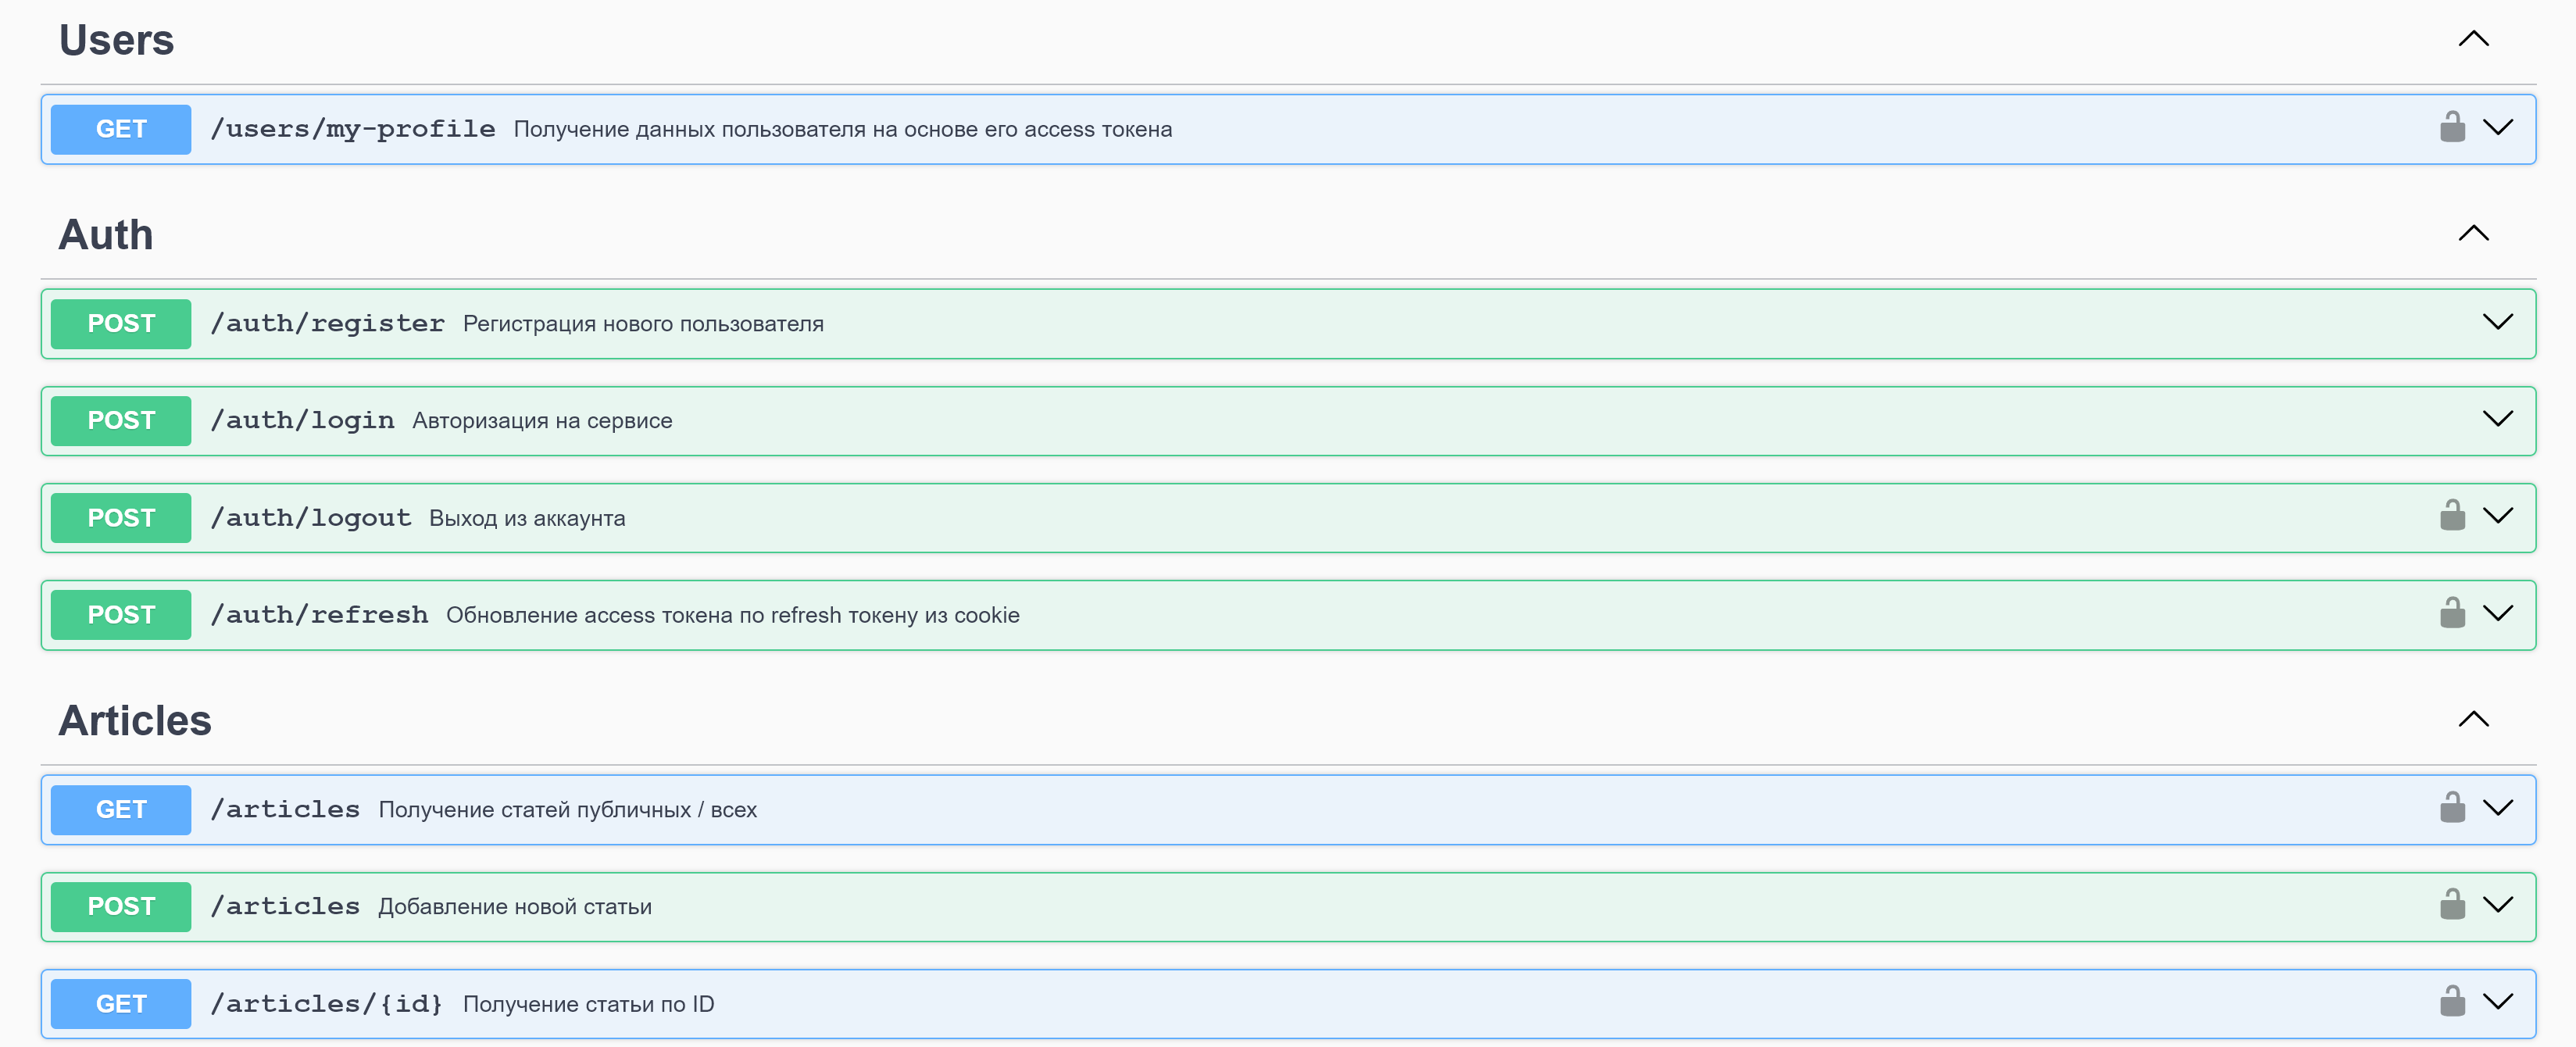 Users
GET /users/my-profile Получение данных пользователя на основе его access токена
Auth
POST /auth/register Регистрация нового пользователя
POST /auth/login Авторизация на сервисе
POST /auth/logout Выход из аккаунта
POST /auth/refresh Обновление access токена по refresh токену из cookie
Articles
GET /articles Получение статей публичных / всех
POST /articles Добавление новой статьи
GET /articles/{id} Получение статьи по ID